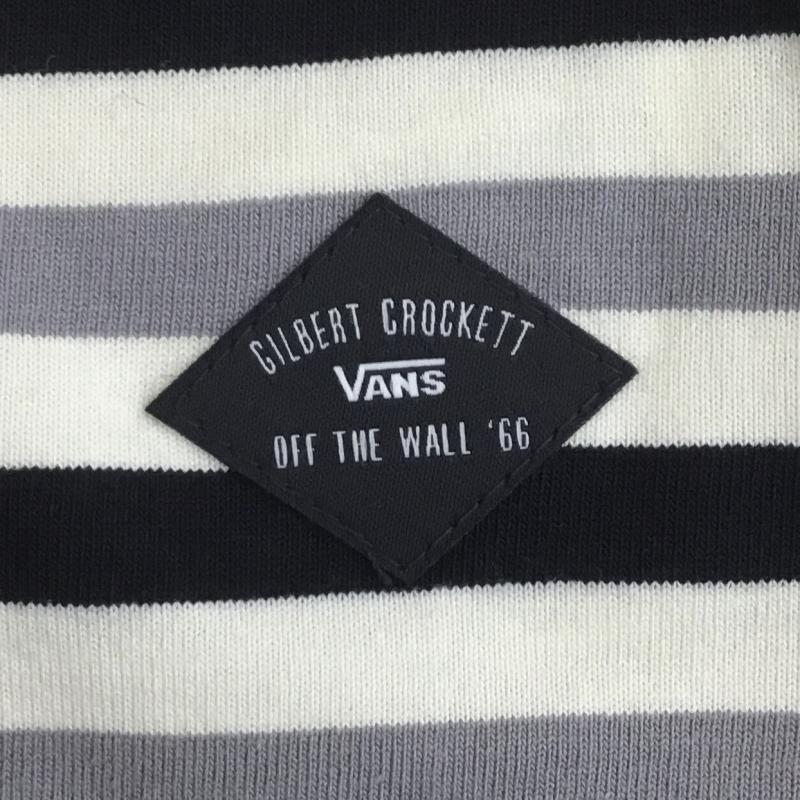 GILBERT CROCKETT
VANS
OFF THE WALL '66